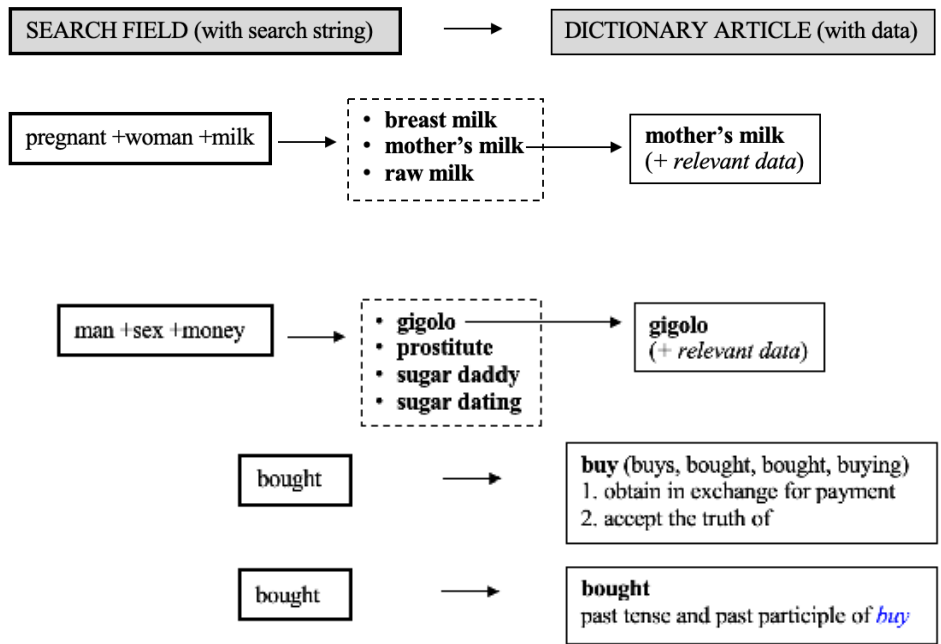 SEARCH FIELD (with search string)
DICTIONARY ARTICLE (with data)
pregnant +woman +milk
• breast milk
• mother's milk
• raw milk
mother's milk
(+ relevant data)
man +sex +money
• gigolo
• prostitute
• sugar daddy
• sugar dating
gigolo
(+ relevant data)
bought
buy (buys, bought, bought, buying)
1. obtain in exchange for payment
2. accept the truth of
bought
bought
past tense and past participle of buy